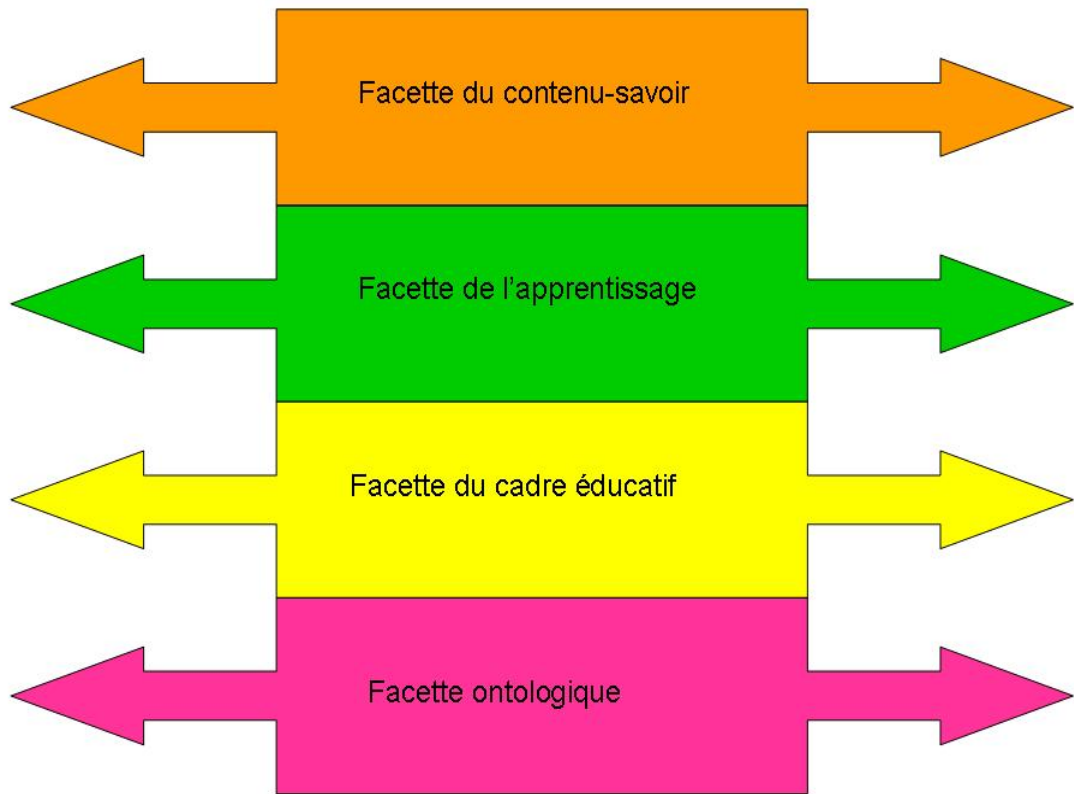 Facette du contenu-savoir
Facette de l’apprentissage
Facette du cadre éducatif
Facette ontologique